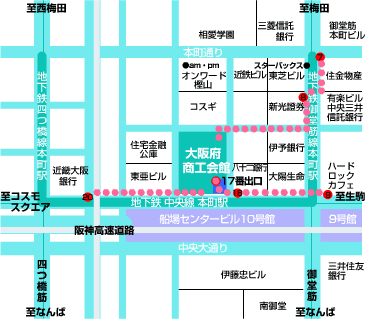 至西梅田
至梅田
相愛学園
三菱信託
銀行
御堂筋
本町ビル
本町通り
●am・pm
オンワード
樫山
近鉄ビル
スターバックス●
東芝ビル
住金物産
コスギ
新光證券
有楽ビル
中央三井
信託銀行
地下鉄四つ橋線本町駅
地下鉄御堂筋線本町駅
住宅金融
公庫
大阪府
商工会館
伊予銀行
近畿大阪
銀行
東亜ビル
八十二銀行
大陽生命
ハード
ロック
カフェ
17番出口
至コスモ
スクエア
至生駒
地下鉄 中央線 本町駅
船場センタービル10号館
9号館
阪神高速道路
中央大通り
四つ橋筋
御堂筋
伊藤忠ビル
三井住友
銀行
南御堂
至なんば
至なんば